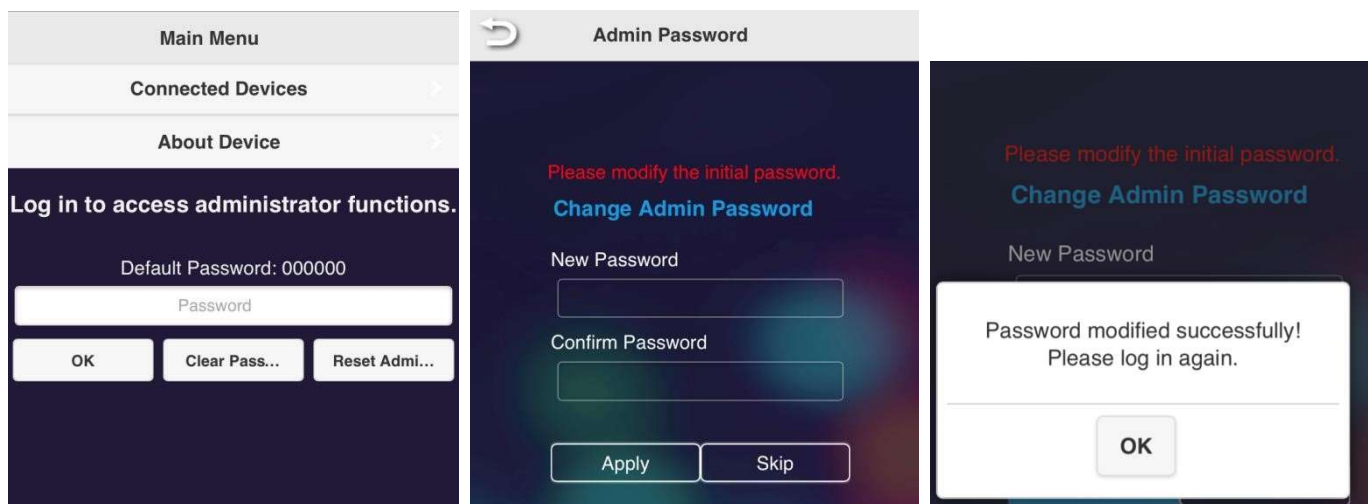 Main Menu
Connected Devices
About Device
Log in to access administrator functions.
Default Password: 000000
Password
OK
Clear Pass...
Reset Admi...
Admin Password
Please modify the initial password.
Change Admin Password
New Password
Confirm Password
Apply
Skip
Please modify the initial password.
Change Admin Password
New Password
Password modified successfully!
Please log in again.
OK